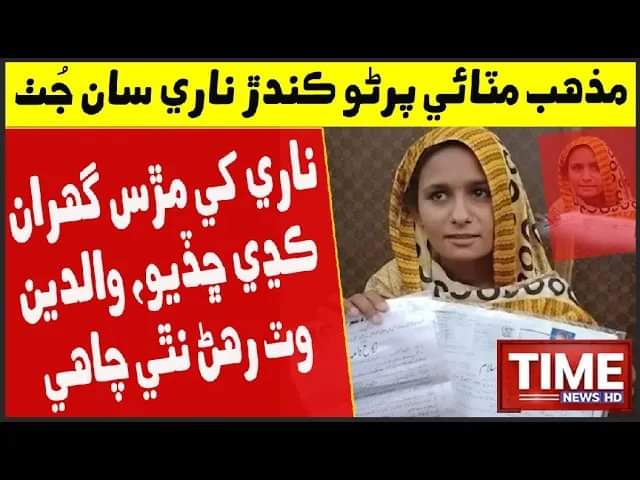 مذهب مٽائي پرڻو ڪندڙ ناري سان جُٺ
ناري کي مڙس گهران
ڪڍي ڇڏيو، والدين
وٽ رهڻ نٿي چاهي
TIME
NEWS HD